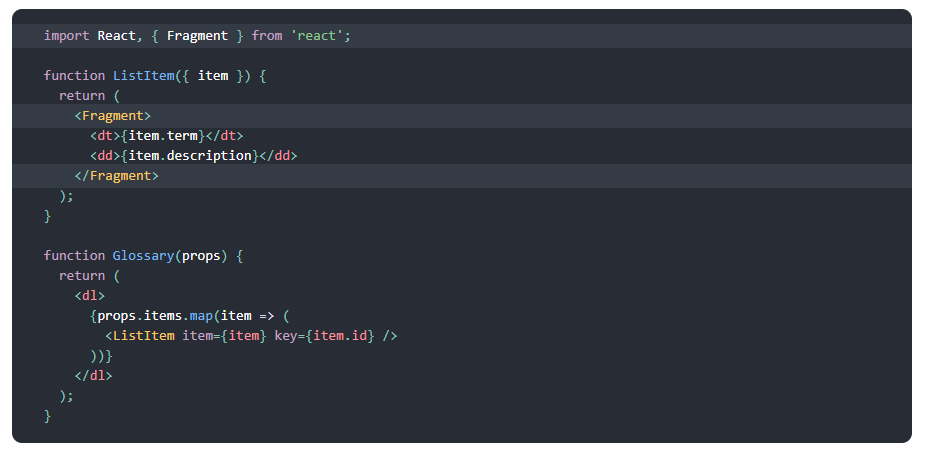 import React, { Fragment } from 'react';

function ListItem({ item }) {
  return (
    <Fragment>
      <dt>{item.term}</dt>
      <dd>{item.description}</dd>
    </Fragment>
  );
}

function Glossary(props) {
  return (
    <dl>
      {props.items.map(item => (
        <ListItem item={item} key={item.id} />
      ))}
    </dl>
  );
}